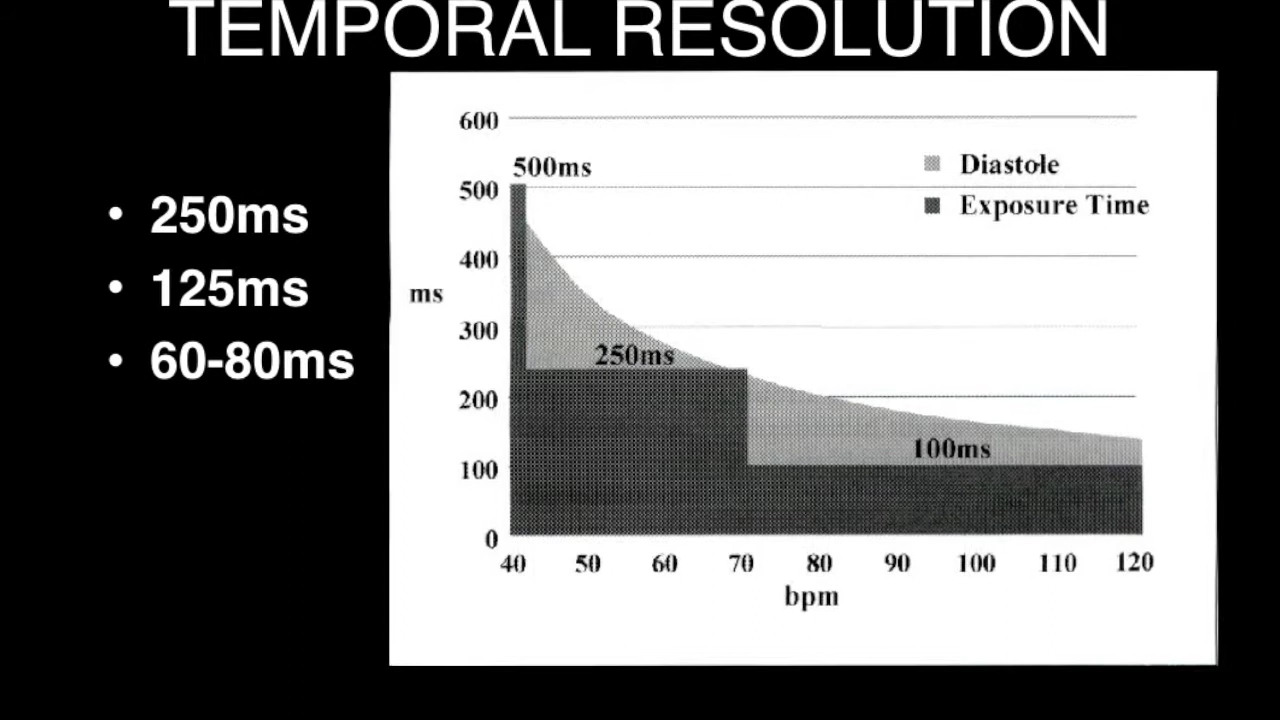 TEMPORAL RESOLUTION
• 250ms
• 125ms
• 60-80ms
600
500ms
500
400
ms
300
250ms
200
100ms
100
0
Diastole
Exposure Time
40 50 60 70 80 90 100 110 120
bpm